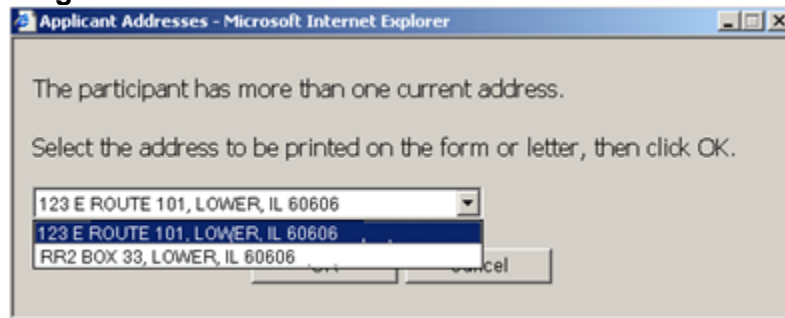 Applicant Addresses - Microsoft Internet Explorer
The participant has more than one current address.
Select the address to be printed on the form or letter, then click OK.
123 E ROUTE 101, LOWER, IL 60606
123 E ROUTE 101, LOWER, IL 60606
RR2 BOX 33, LOWER, IL 60606